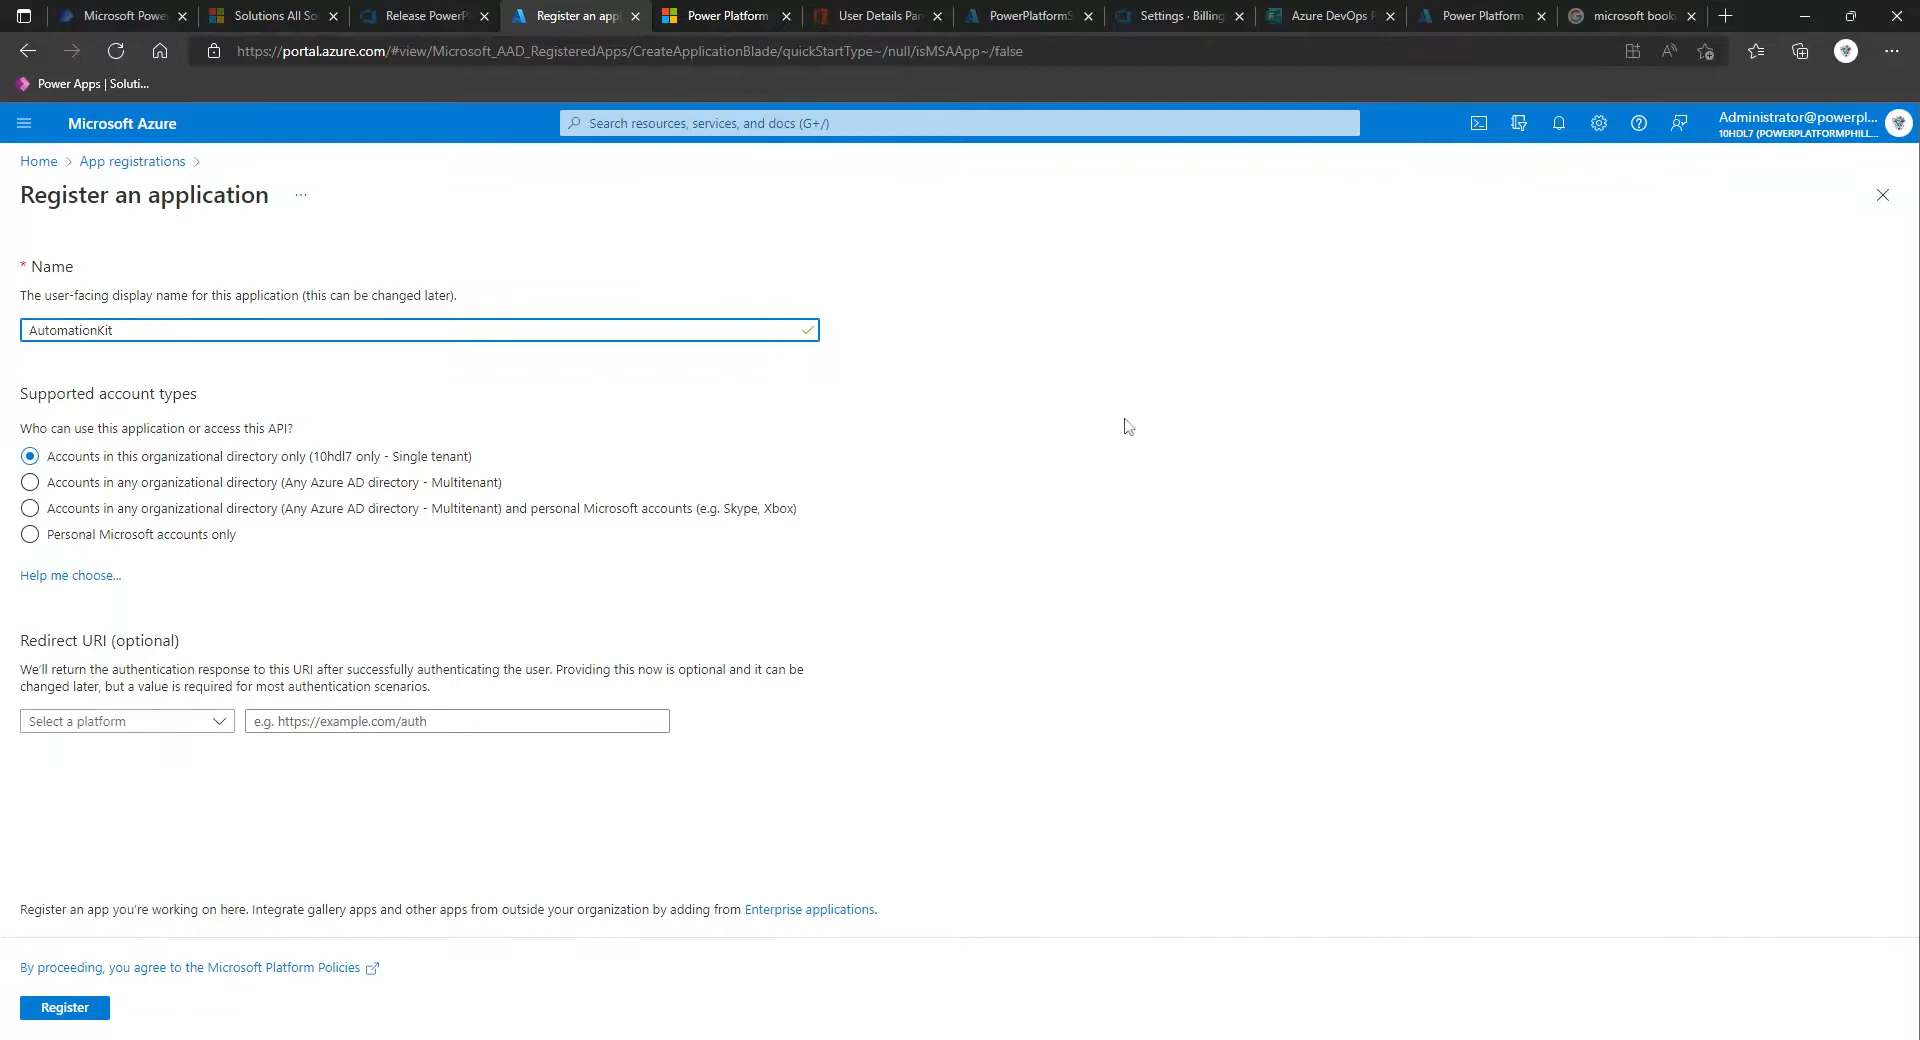 Microsoft Power
Solutions All So
Release PowerP
Register an appl
Power Platform
User Details Pan
PowerPlatformS
Settings · Billing
Azure DevOps P
Power Platform
microsoft book
https://portal.azure.com/#view/Microsoft_AAD_RegisteredApps/CreateApplicationBlade/quickStartType~/null/isMSAApp~/false
Power Apps | Soluti...
Microsoft Azure
Search resources, services, and docs (G+/)
Administrator@powerpl...
10HDL7 (POWERPLATFORMPHILL...
Home > App registrations >
Register an application ...
* Name
The user-facing display name for this application (this can be changed later).
AutomationKit
Supported account types
Who can use this application or access this API?
Accounts in this organizational directory only (10hdl7 only - Single tenant)
Accounts in any organizational directory (Any Azure AD directory - Multitenant)
Accounts in any organizational directory (Any Azure AD directory - Multitenant) and personal Microsoft accounts (e.g. Skype, Xbox)
Personal Microsoft accounts only
Help me choose...
Redirect URI (optional)
We'll return the authentication response to this URI after successfully authenticating the user. Providing this now is optional and it can be
changed later, but a value is required for most authentication scenarios.
Select a platform
e.g. https://example.com/auth
Register an app you're working on here. Integrate gallery apps and other apps from outside your organization by adding from Enterprise applications.
By proceeding, you agree to the Microsoft Platform Policies
Register